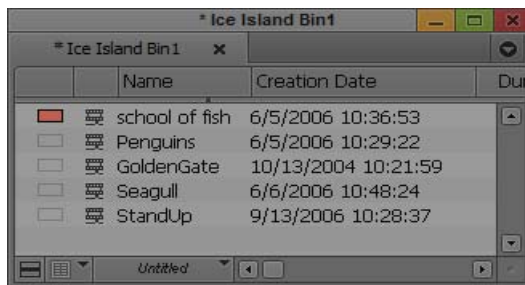 * Ice Island Bin1
* Ice Island Bin1 x
Name Creation Date Du
school of fish 6/5/2006 10:36:53
Penguins 6/5/2006 10:29:22
GoldenGate 10/13/2004 10:21:59
Seagull 6/6/2006 10:48:24
StandUp 9/13/2006 10:28:37
Untitled